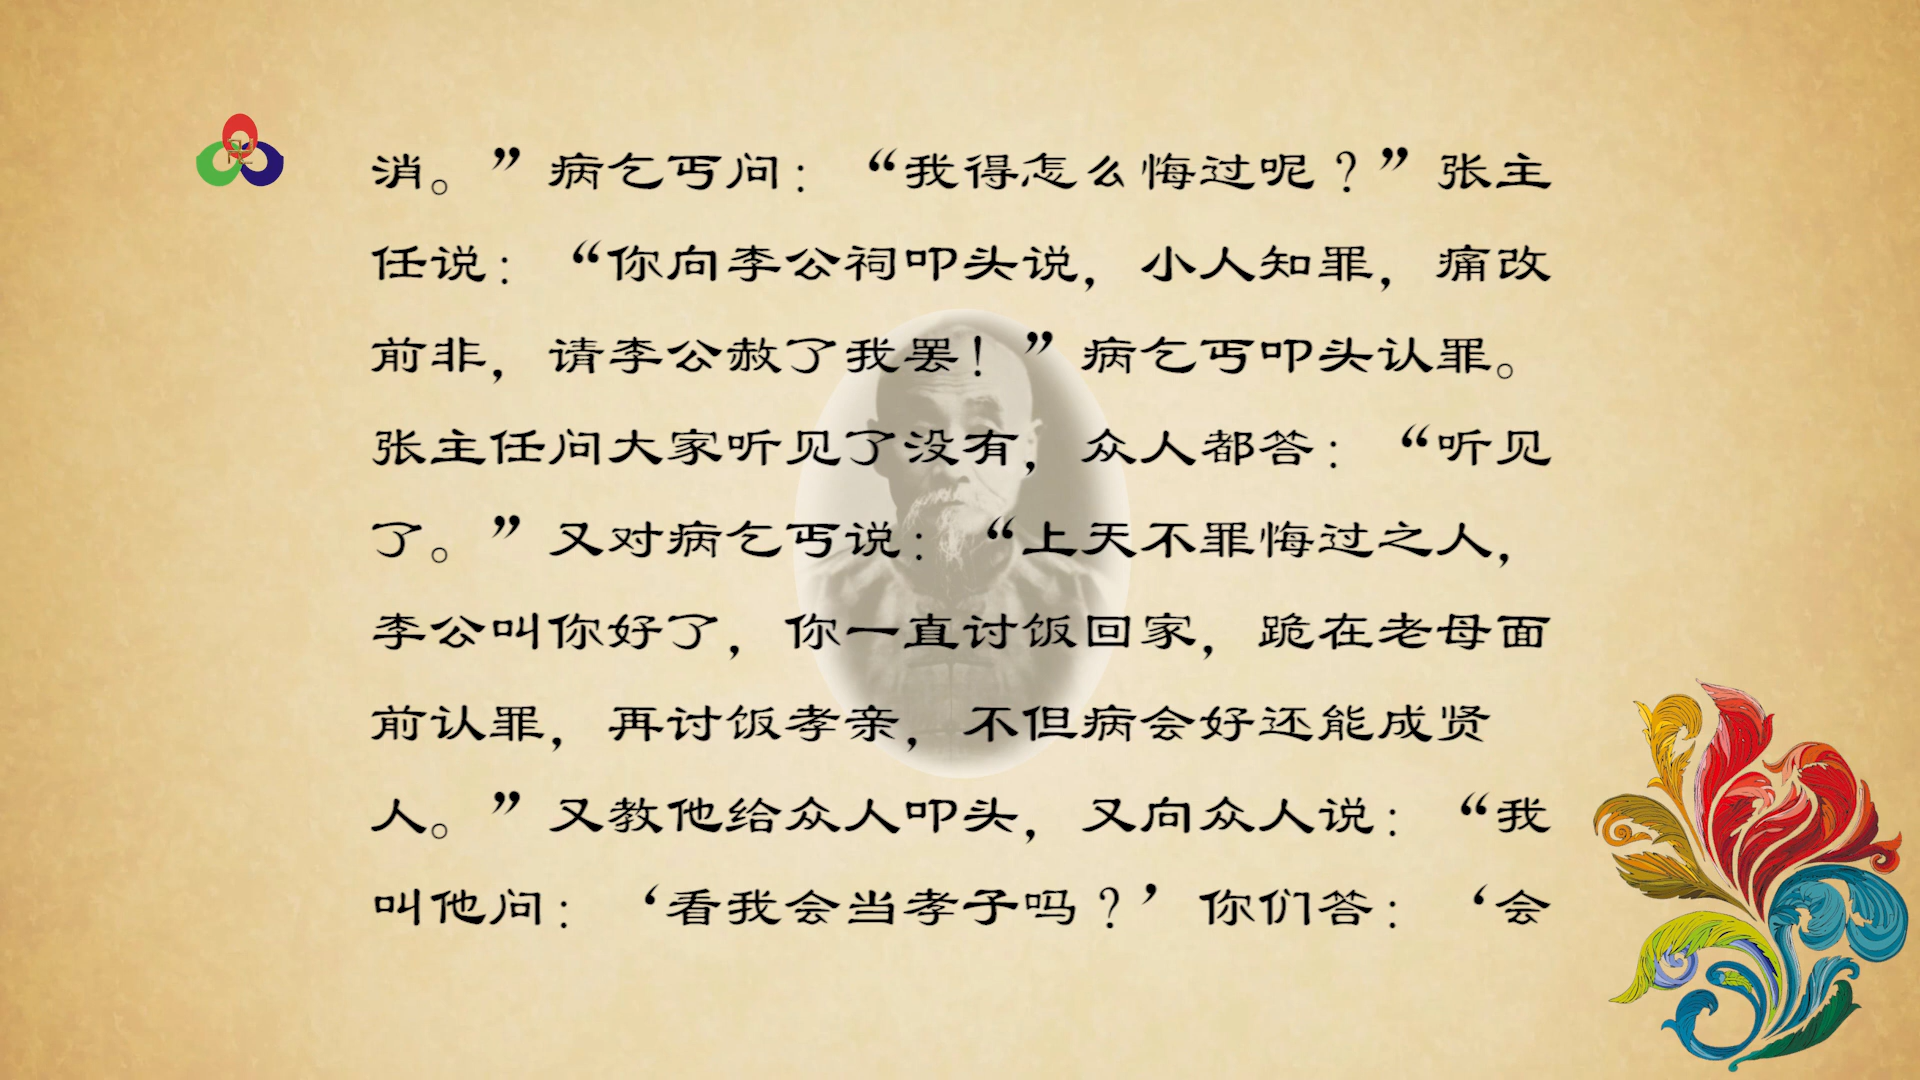 消。”病乞丐问：“我得怎么悔过呢？”张主
任说：“你向李公祠叩头说，小人知罪，痛改
前非，请李公赦了我罢！”病乞丐叩头认罪。
张主任问大家听见了没有，众人都答：“听见
了。”又对病乞丐说：“上天不罪悔过之人，
李公叫你好了，你一直讨饭回家，跪在老母面
前认罪，再讨饭孝亲，不但病会好还能成贤
人。”又教他给众人叩头，又向众人说：“我
叫他问：‘看我会当孝子吗？’你们答：‘会